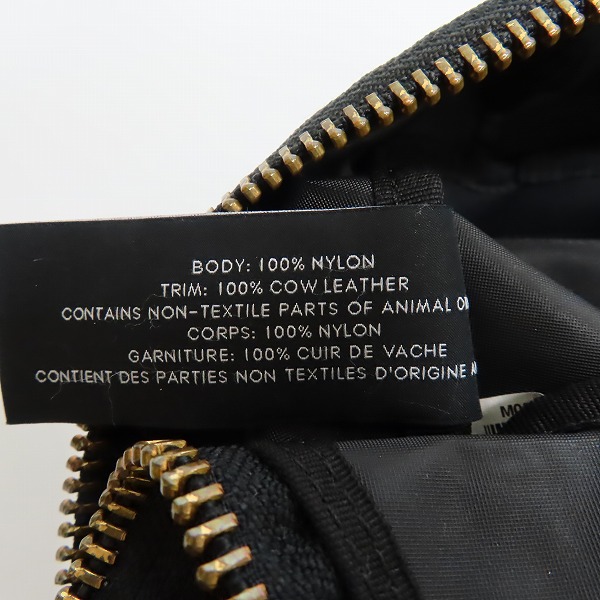 BODY: 100% NYLON
TRIM: 100% COW LEATHER
CONTAINS NON-TEXTILE PARTS OF ANIMAL
CORPS: 100% NYLON
GARNITURE: 100% CUIR DE VACHE
CONTIENT DES PARTIES NON TEXTILES D'ORIGINE